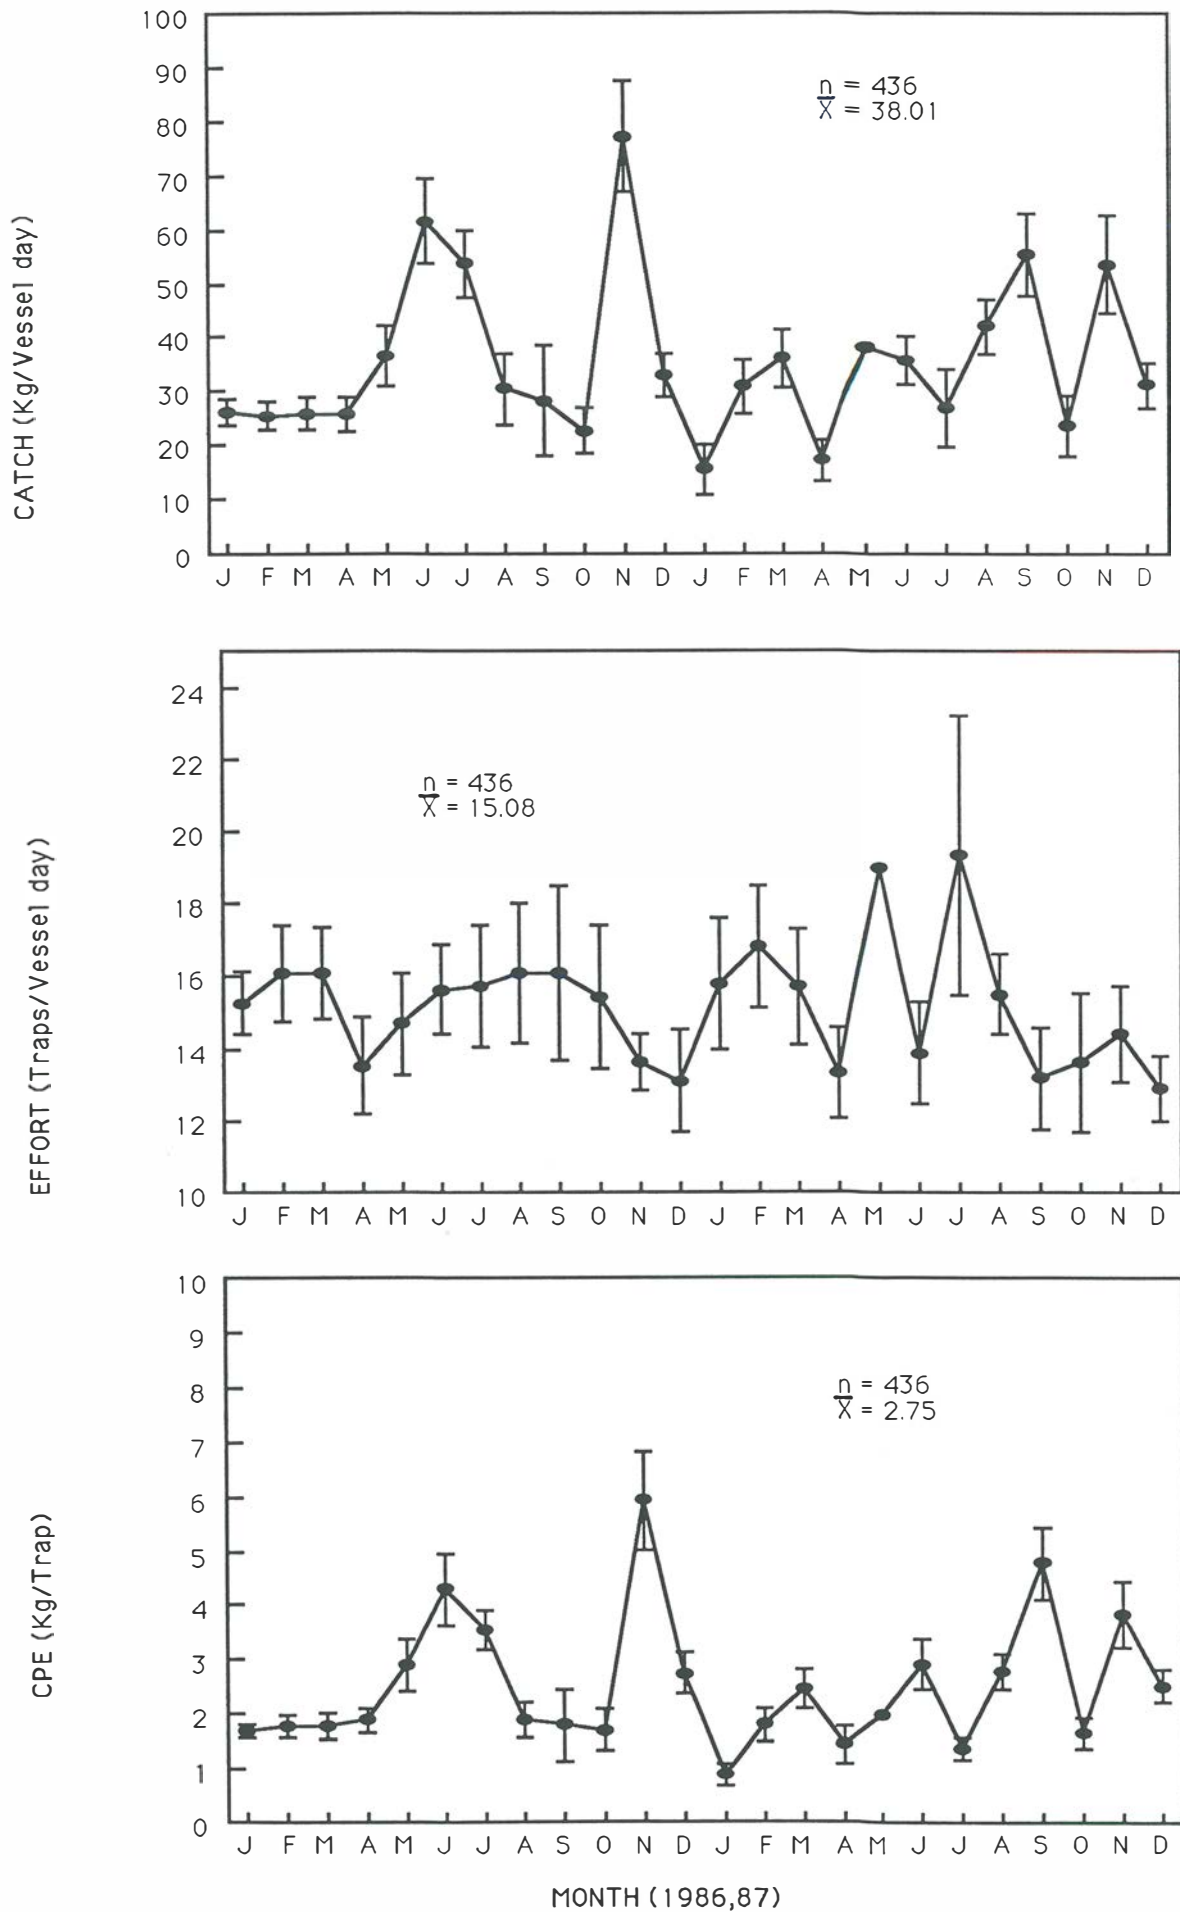 CATCH (Kg/Vessel day)
100
90
80
70
60
50
40
30
20
10
0
n = 436
X̅ = 38.01
J F M A M J J A S O N D J F M A M J J A S O N D
EFFORT (Traps/Vessel day)
24
22
20
18
16
14
12
10
n = 436
X̅ = 15.08
J F M A M J J A S O N D J F M A M J J A S O N D
CPE (Kg/Trap)
10
9
8
7
6
5
4
3
2
1
0
n = 436
X̅ = 2.75
J F M A M J J A S O N D J F M A M J J A S O N D
MONTH (1986,87)